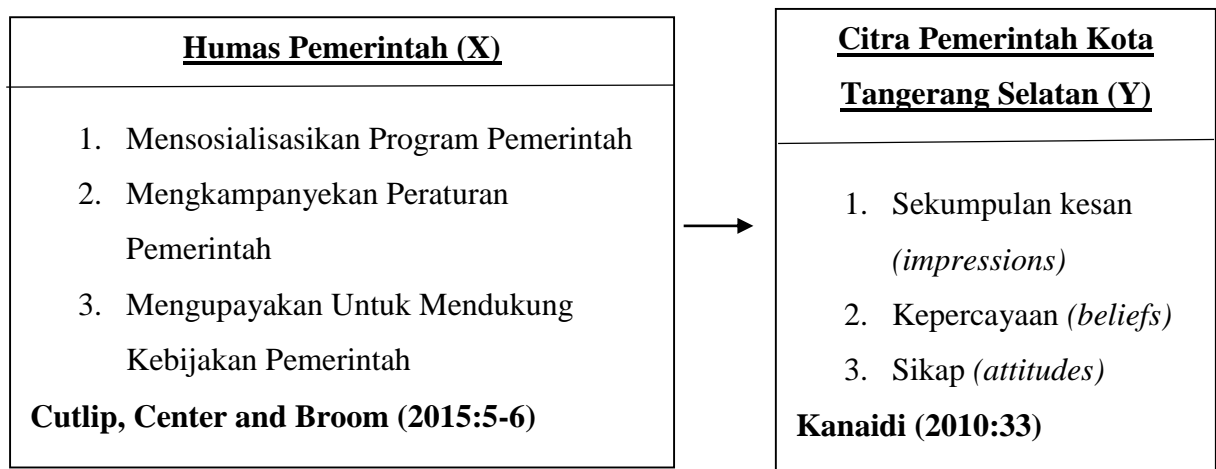 Humas Pemerintah (X)
1. Mensosialisasikan Program Pemerintah
2. Mengkampanyekan Peraturan
Pemerintah
3. Mengupayakan Untuk Mendukung
Kebijakan Pemerintah
Cutlip, Center and Broom (2015:5-6)
Citra Pemerintah Kota
Tangerang Selatan (Y)
1. Sekumpulan kesan
(impressions)
2. Kepercayaan (beliefs)
3. Sikap (attitudes)
Kanaidi (2010:33)